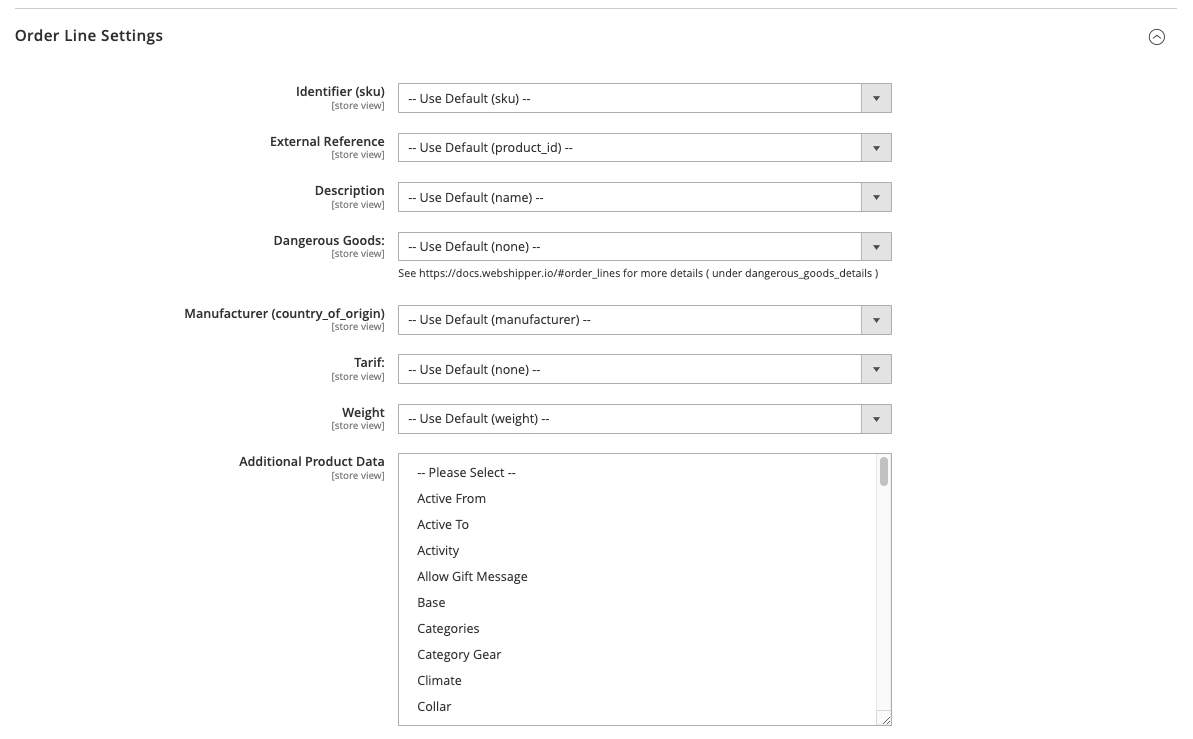 Order Line Settings
Identifier (sku)
[store view]
-- Use Default (sku) --
External Reference
[store view]
-- Use Default (product_id) --
Description
[store view]
-- Use Default (name) --
Dangerous Goods:
[store view]
-- Use Default (none) --
See https://docs.webshipper.io/#order_lines for more details ( under dangerous_goods_details )
Manufacturer (country_of_origin)
[store view]
-- Use Default (manufacturer) --
Tarif:
[store view]
-- Use Default (none) --
Weight
[store view]
-- Use Default (weight) --
Additional Product Data
[store view]
-- Please Select --
Active From
Active To
Activity
Allow Gift Message
Base
Categories
Category Gear
Climate
Collar